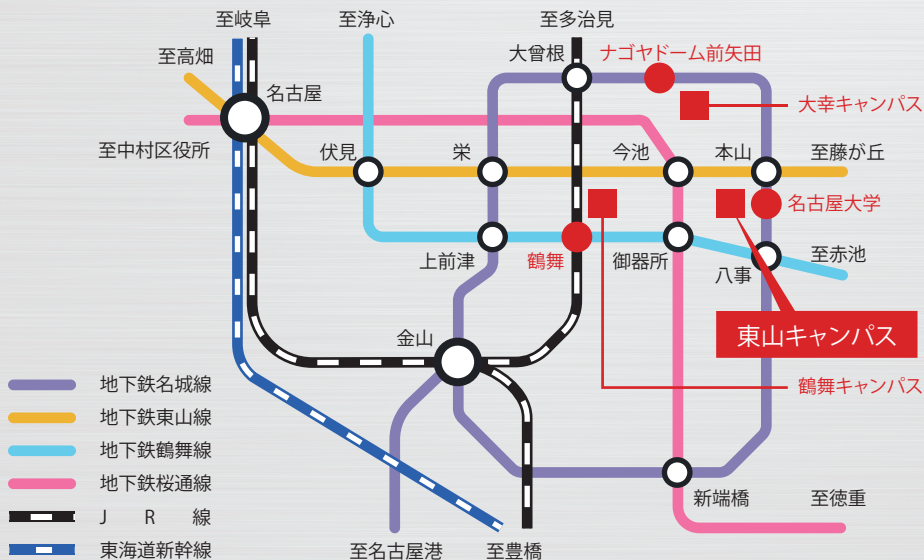 至岐阜
至浄心
至多治見
至高畑
大曾根
ナゴヤドーム前矢田
名古屋
大幸キャンパス
至中村区役所
伏見
栄
今池
本山
至藤が丘
名古屋大学
上前津
鶴舞
御器所
八事
至赤池
金山
東山キャンパス
地下鉄名城線
鶴舞キャンパス
地下鉄東山線
地下鉄鶴舞線
地下鉄桜通線
新端橋
至徳重
J R 線
東海道新幹線
至名古屋港
至豊橋